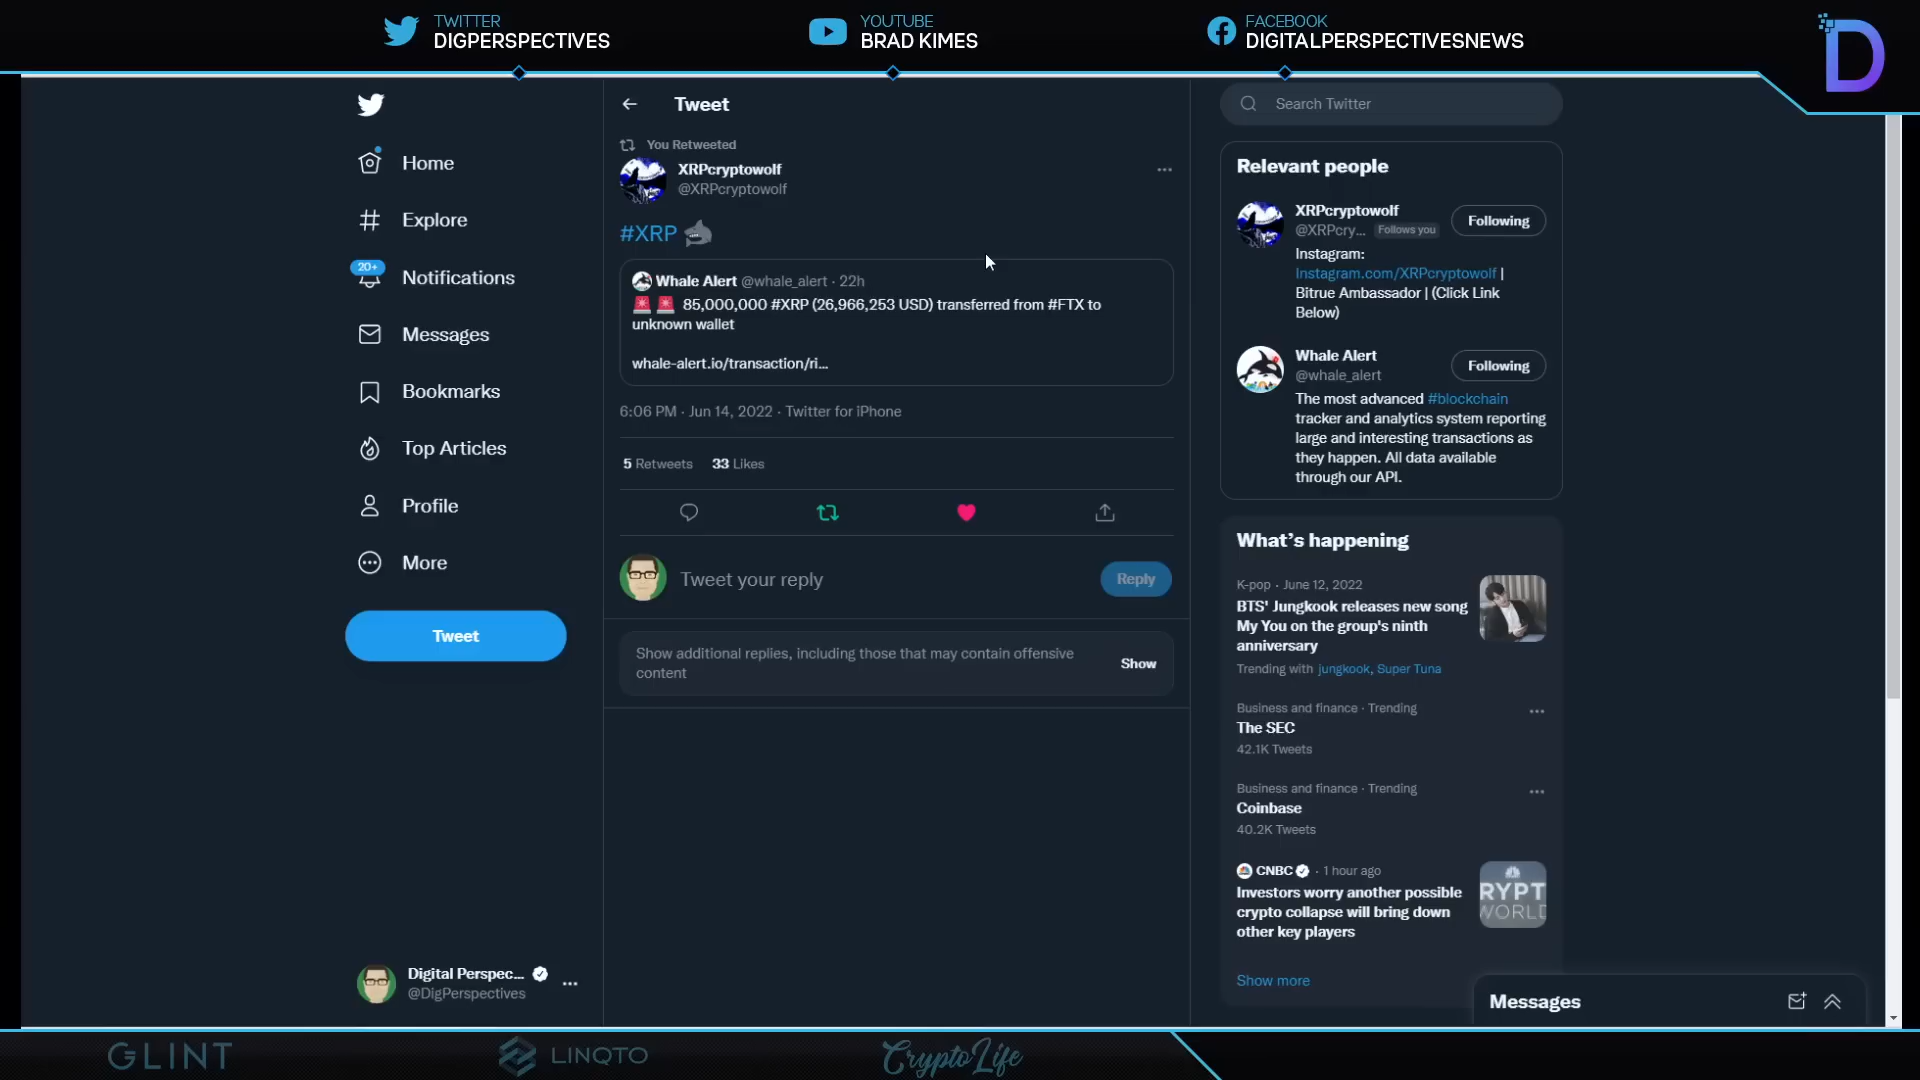 TWITTER
DIGPERSPECTIVES
YOUTUBE
BRAD KIMES
FACEBOOK
DIGITALPERSPECTIVESNEWS
D
Home
Explore
20+
Notifications
Messages
Bookmarks
Top Articles
Profile
More
Tweet
Digital Perspec...
@DigPerspectives
Tweet
You Retweeted
XRPcryptowolf
@XRPcryptowolf
#XRP
Whale Alert @whale_alert · 22h
85,000,000 #XRP (26,966,253 USD) transferred from #FTX to
unknown wallet
whale-alert.io/transaction/ri...
6:06 PM · Jun 14, 2022 · Twitter for iPhone
5 Retweets 33 Likes
Tweet your reply
Reply
Show additional replies, including those that may contain offensive
content
Show
Search Twitter
Relevant people
XRPcryptowolf
@XRPcry... Follows you
Following
Instagram:
Instagram.com/XRPcryptowolf |
Bitrue Ambassador | (Click Link
Below)
Whale Alert
@whale_alert
Following
The most advanced #blockchain
tracker and analytics system reporting
large and interesting transactions as
they happen. All data available
through our API.
What's happening
K-pop · June 12, 2022
BTS' Jungkook releases new song
My You on the group's ninth
anniversary
Trending with jungkook, Super Tuna
Business and finance · Trending
The SEC
42.1K Tweets
Business and finance · Trending
Coinbase
40.2K Tweets
CNBC · 1 hour ago
Investors worry another possible
crypto collapse will bring down
other key players
RYPT
WORLD
Show more
Messages
GLINT
LINQTO
CryptoLife